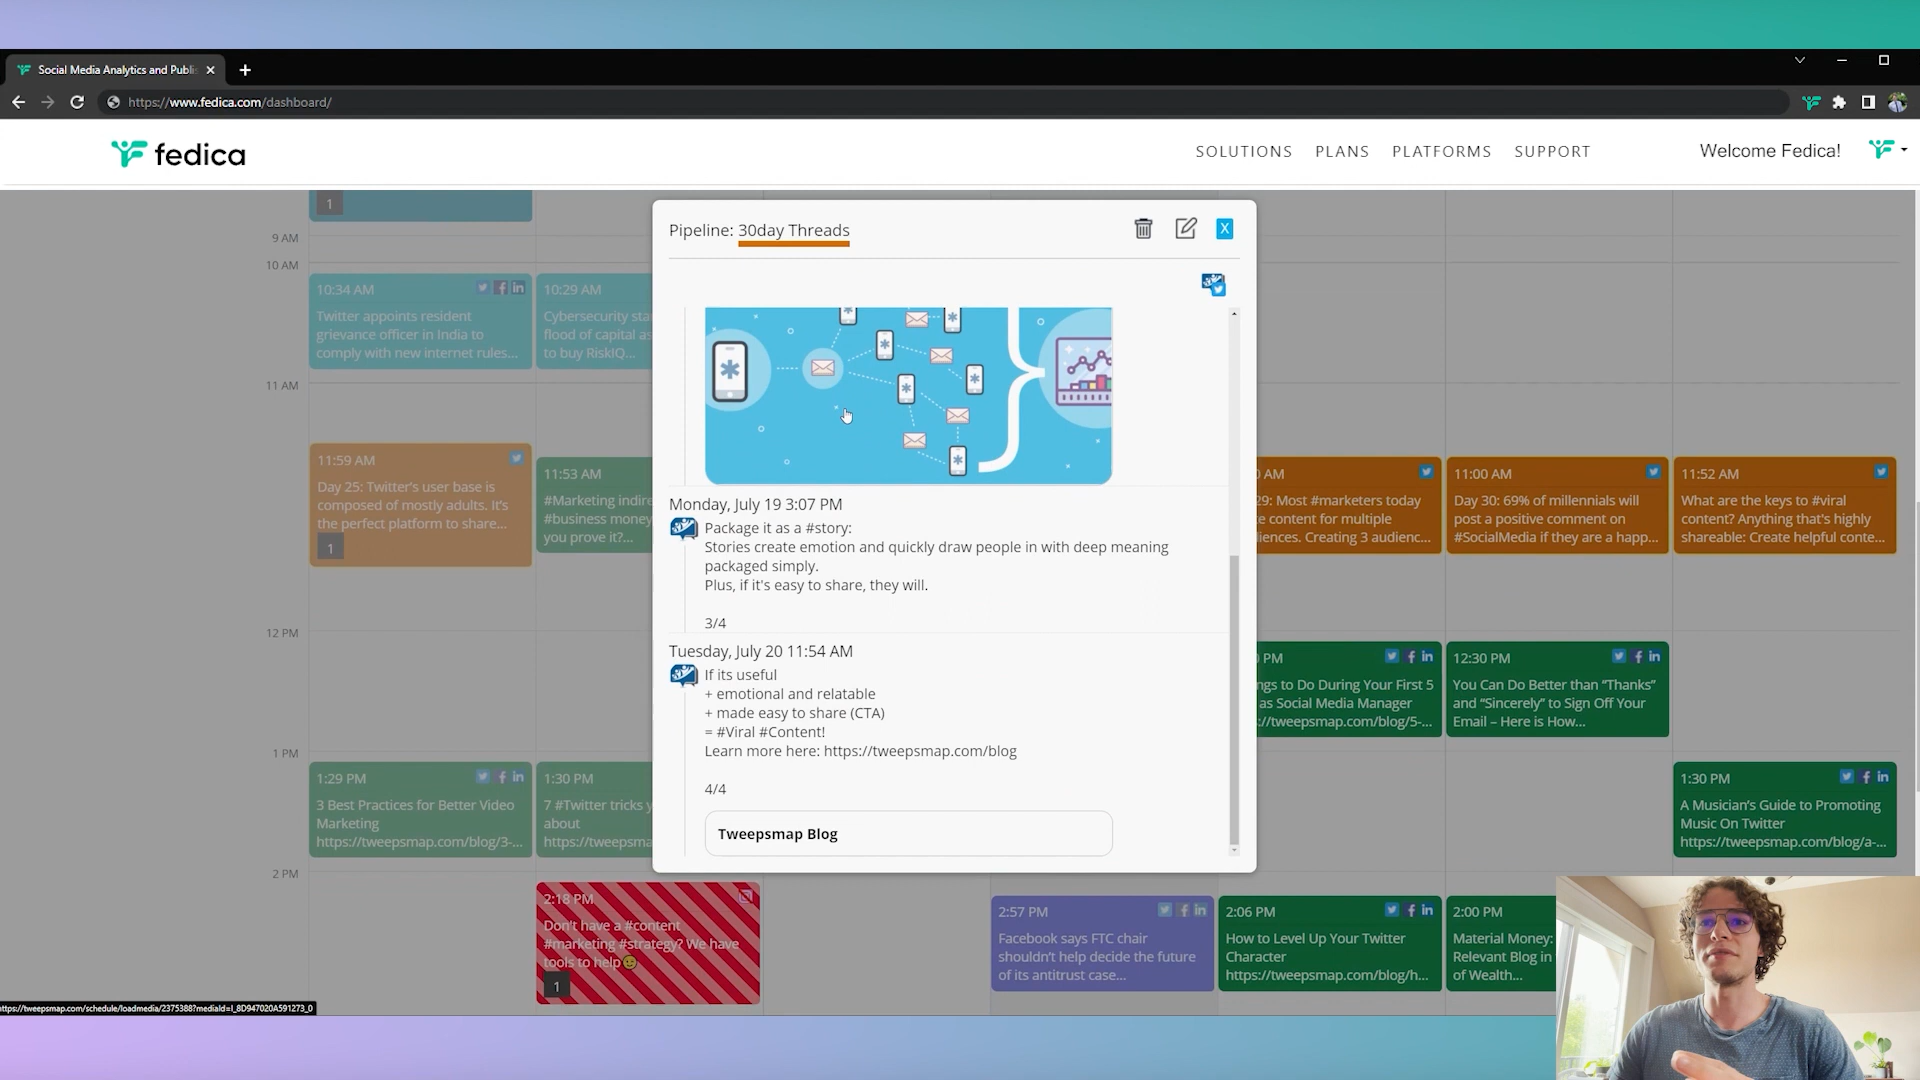 Social Media Analytics and Publi
https://www.fedica.com/dashboard/
fedica
SOLUTIONS PLANS PLATFORMS SUPPORT
Welcome Fedica!
1
9 AM
10 AM
11 AM
12 PM
1 PM
2 PM
10:34 AM
Twitter appoints resident
grievance officer in India to
comply with new internet rules...
10:29 AM
Cybersecurity sta
flood of capital as
to buy RiskIQ...
11:59 AM
Day 25: Twitter's user base is
composed of mostly adults. It's
the perfect platform to share...
1
11:53 AM
#Marketing indire
#business money
you prove it?...
1:29 PM
3 Best Practices for Better Video
Marketing
https://tweepsmap.com/blog/3-...
1:30 PM
7 #Twitter tricks y
about
https://tweepsma
2:18 PM
Don't have a #content
#marketing #strategy? We have
tools to help
1
Pipeline: 30day Threads
X
Monday, July 19 3:07 PM
Package it as a #story:
Stories create emotion and quickly draw people in with deep meaning
packaged simply.
Plus, if it's easy to share, they will.
3/4
Tuesday, July 20 11:54 AM
If its useful
+ emotional and relatable
+ made easy to share (CTA)
= #Viral #Content!
Learn more here: https://tweepsmap.com/blog
4/4
Tweepsmap Blog
0 AM
29: Most #marketers today
e content for multiple
iences. Creating 3 audienc...
11:00 AM
Day 30: 69% of millennials will
post a positive comment on
#SocialMedia if they are a happ...
11:52 AM
What are the keys to #viral
content? Anything that's highly
shareable: Create helpful conte...
PM
ngs to Do During Your First 5
as Social Media Manager
://tweepsmap.com/blog/5-...
12:30 PM
You Can Do Better than “Thanks”
and “Sincerely” to Sign Off Your
Email – Here is How...
1:30 PM
A Musician's Guide to Promoting
Music On Twitter
https://tweepsmap.com/blog/a-...
2:57 PM
Facebook says FTC chair
shouldn't help decide the future
of its antitrust case...
2:06 PM
How to Level Up Your Twitter
Character
https://tweepsmap.com/blog/h...
2:00 PM
Material Money:
Relevant Blog in
of Wealth...
https://tweepsmap.com/schedule/loadmedia/2375388?mediaId=I_8D947020A591273_0